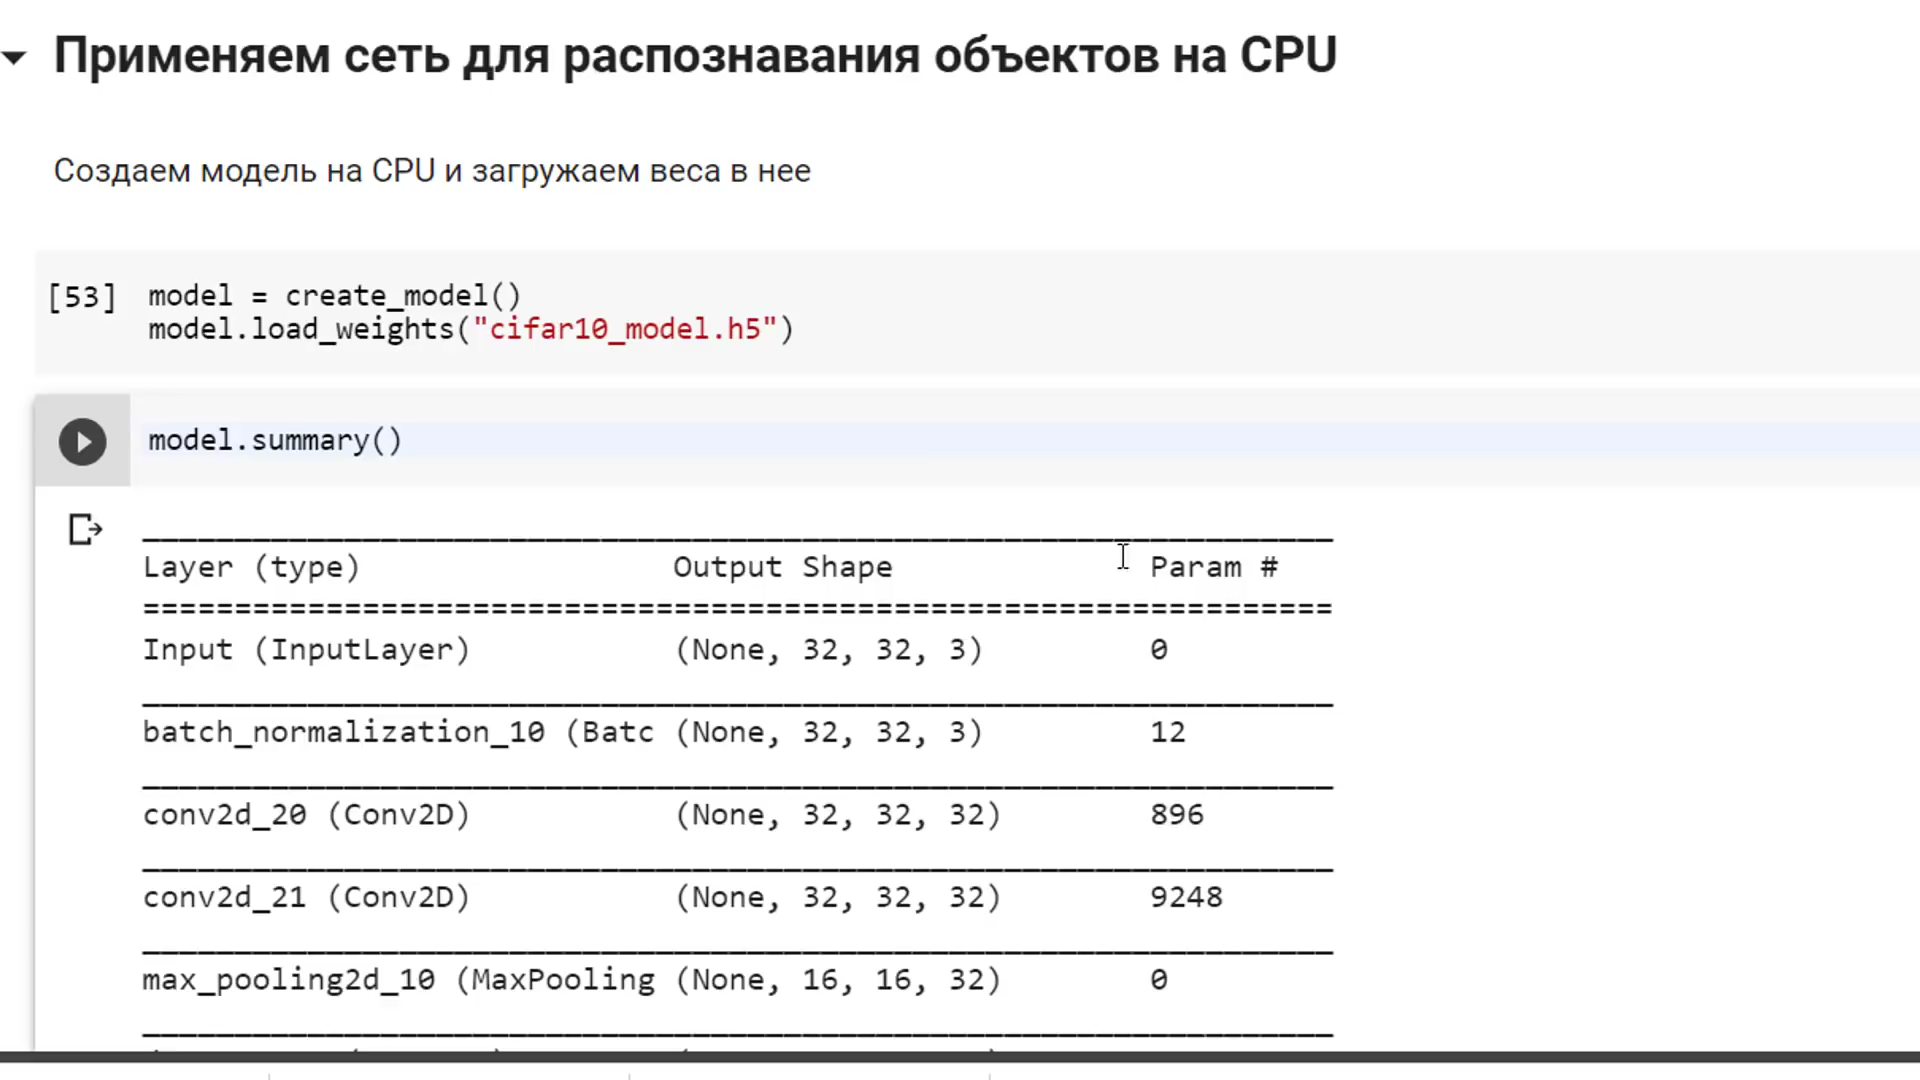 Применяем сеть для распознавания объектов на CPU
Создаем модель на CPU и загружаем веса в нее
[53] model = create_model()
model.load_weights("cifar10_model.h5")
model.summary()
Layer (type) Output Shape Param #
=================================================================
Input (InputLayer) (None, 32, 32, 3) 0
batch_normalization_10 (Batc (None, 32, 32, 3) 12
conv2d_20 (Conv2D) (None, 32, 32, 32) 896
conv2d_21 (Conv2D) (None, 32, 32, 32) 9248
max_pooling2d_10 (MaxPooling (None, 16, 16, 32) 0